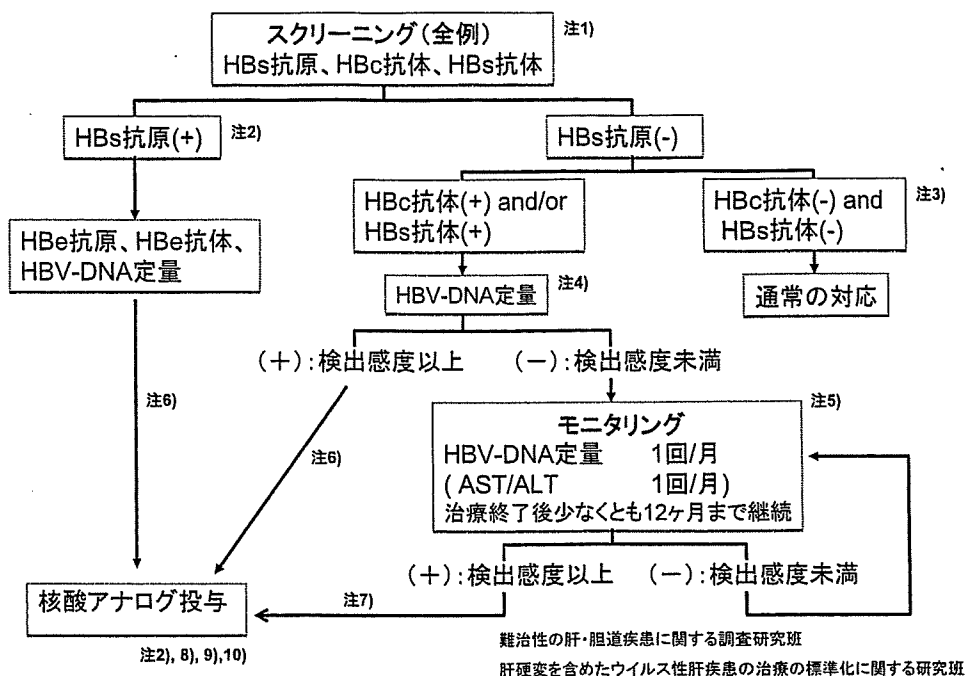 スクリーニング（全例）
HBs抗原、HBc抗体、HBs抗体
注1)
HBs抗原(+)
注2)
HBs抗原(-)
HBc抗体(+) and/or
HBs抗体(+)
HBc抗体(-) and
HBs抗体(-)
注3)
HBe抗原、HBe抗体、
HBV-DNA定量
HBV-DNA定量
注4)
通常の対応
（+）：検出感度以上
（－）：検出感度未満
注6)
注6)
注5)
モニタリング
HBV-DNA定量 1回/月
( AST/ALT 1回/月)
治療終了後少なくとも12ヶ月まで継続
（+）：検出感度以上
（－）：検出感度未満
注7)
核酸アナログ投与
注2), 8), 9),10)
難治性の肝・胆道疾患に関する調査研究班
肝硬変を含めたウイルス性肝疾患の治療の標準化に関する研究班